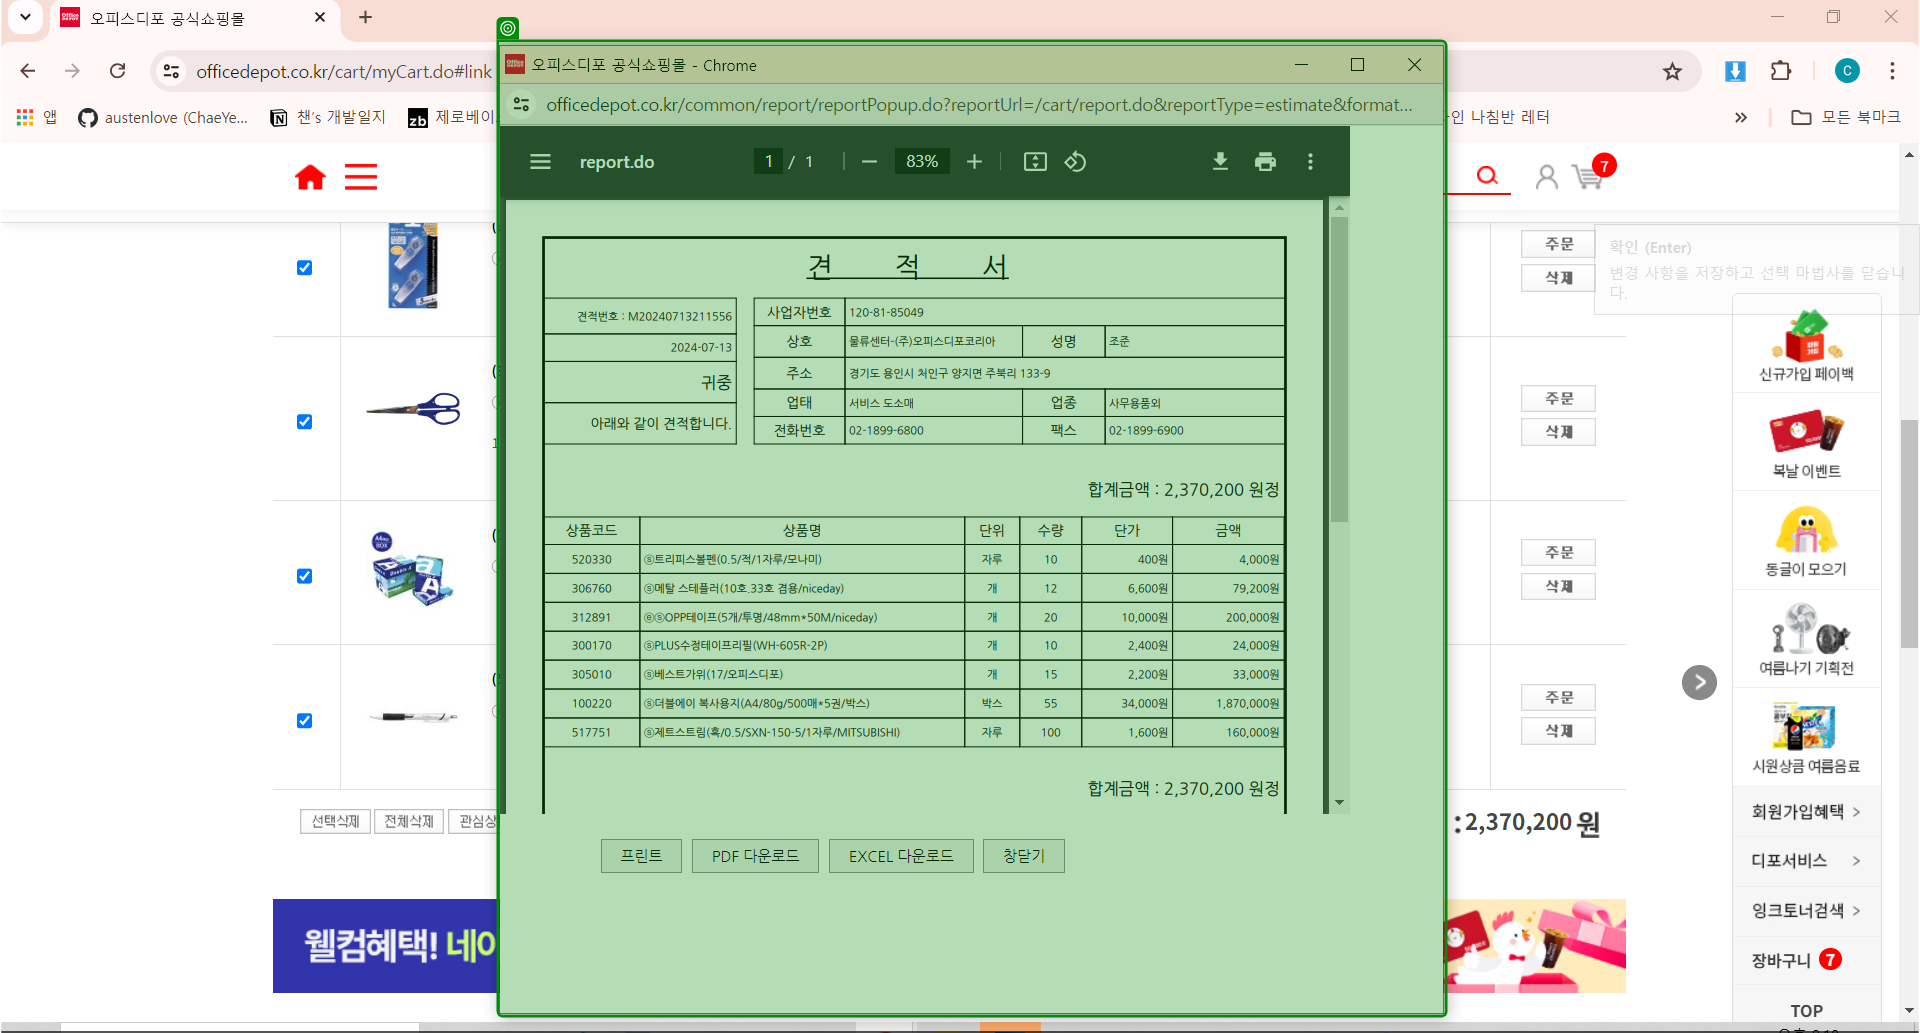 오피스디포 공식쇼핑몰
officedepot.co.kr/cart/myCart.do#link
C
앱
austenlove (ChaeYe...
챈's 개발일지
zb 제로베이
인 나침반 레터
모든 북마크
오피스디포 공식쇼핑몰 - Chrome
officedepot.co.kr/common/report/reportPopup.do?reportUrl=/cart/report.do&reportType=estimate&format...
report.do
1 / 1
83%
견 적 서
견적번호 : M20240713211556
2024-07-13
귀중
아래와 같이 견적합니다.
사업자번호 120-81-85049
상호 물류센터-(주)오피스디포코리아 성명 조준
주소 경기도 용인시 처인구 양지면 주북리 133-9
업태 서비스 도소매 업종 사무용품외
전화번호 02-1899-6800 팩스 02-1899-6900
합계금액 : 2,370,200 원정
상품코드 상품명 단위 수량 단가 금액
520330 ⓢ트리피스볼펜(0.5/적/1자루/모나미) 자루 10 400원 4,000원
306760 ⓢ메탈 스테플러(10호.33호 겸용/niceday) 개 12 6,600원 79,200원
312891 ⓔⓢOPP테이프(5개/투명/48mm*50M/niceday) 개 20 10,000원 200,000원
300170 ⓢPLUS수정테이프리필(WH-605R-2P) 개 10 2,400원 24,000원
305010 ⓢ베스트가위(17/오피스디포) 개 15 2,200원 33,000원
100220 ⓢ더블에이 복사용지(A4/80g/500매*5권/박스) 박스 55 34,000원 1,870,000원
517751 ⓢ제트스트림(흑/0.5/SXN-150-5/1자루/MITSUBISHI) 자루 100 1,600원 160,000원
합계금액 : 2,370,200 원정
프린트
PDF 다운로드
EXCEL 다운로드
창닫기
7
주문
삭제
확인 (Enter)
변경 사항을 저장하고 선택 마법사를 닫습니
다.
주문
삭제
주문
삭제
주문
삭제
선택삭제
전체삭제
관심상
:2,370,200 원
웰컴혜택! 네이
신규가입 페이백
복날 이벤트
동글이 모으기
여름나기 기획전
시원상큼 여름음료
회원가입혜택 >
디포서비스 >
잉크토너검색 >
장바구니 7
TOP